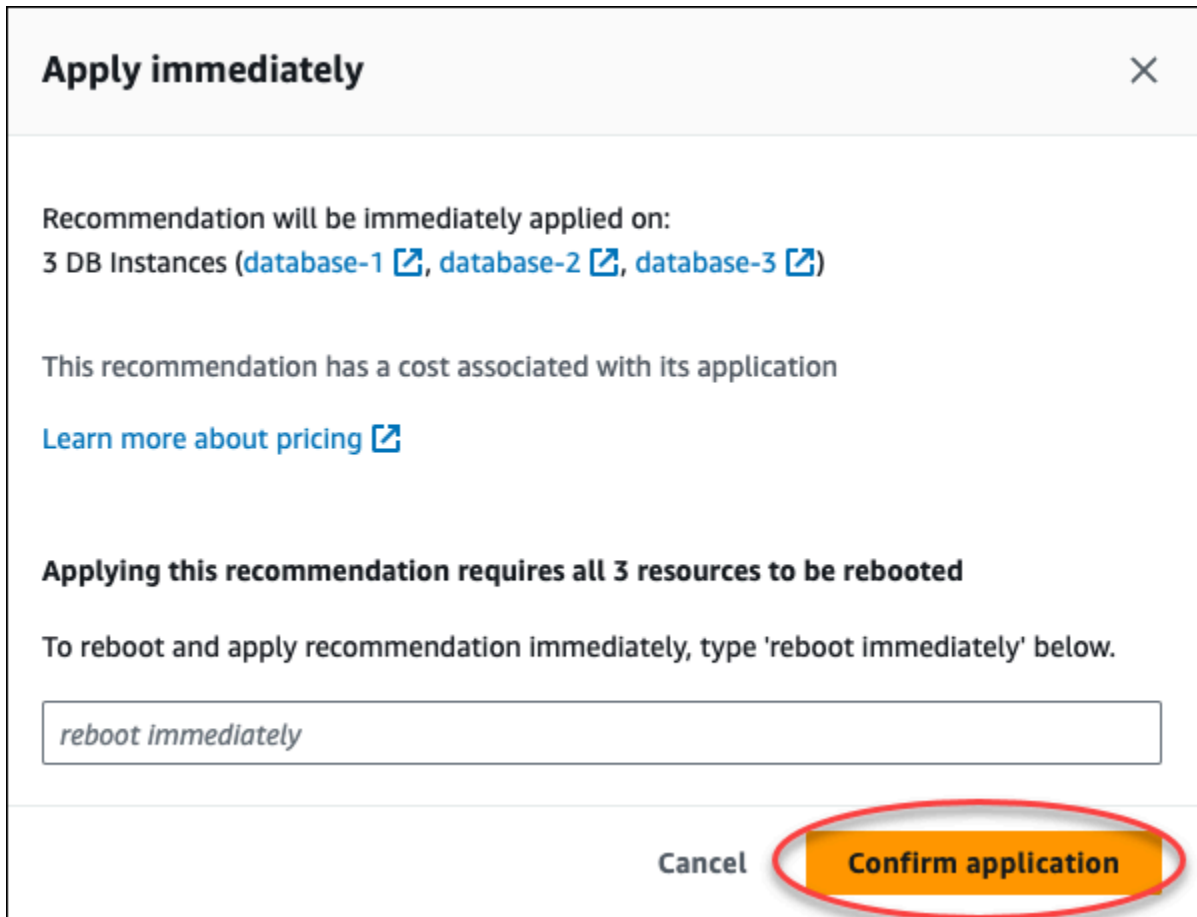 Apply immediately
Recommendation will be immediately applied on:
3 DB Instances (database-1, database-2, database-3)
This recommendation has a cost associated with its application
Learn more about pricing
Applying this recommendation requires all 3 resources to be rebooted
To reboot and apply recommendation immediately, type 'reboot immediately' below.
reboot immediately
Cancel Confirm application